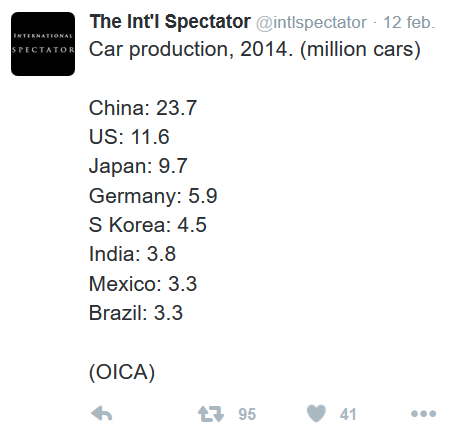 INTERNATIONAL
SPECTATOR
The Int'l Spectator @intlspectator · 12 feb.
Car production, 2014. (million cars)
China: 23.7
US: 11.6
Japan: 9.7
Germany: 5.9
S Korea: 4.5
India: 3.8
Mexico: 3.3
Brazil: 3.3
(OICA)
95 41